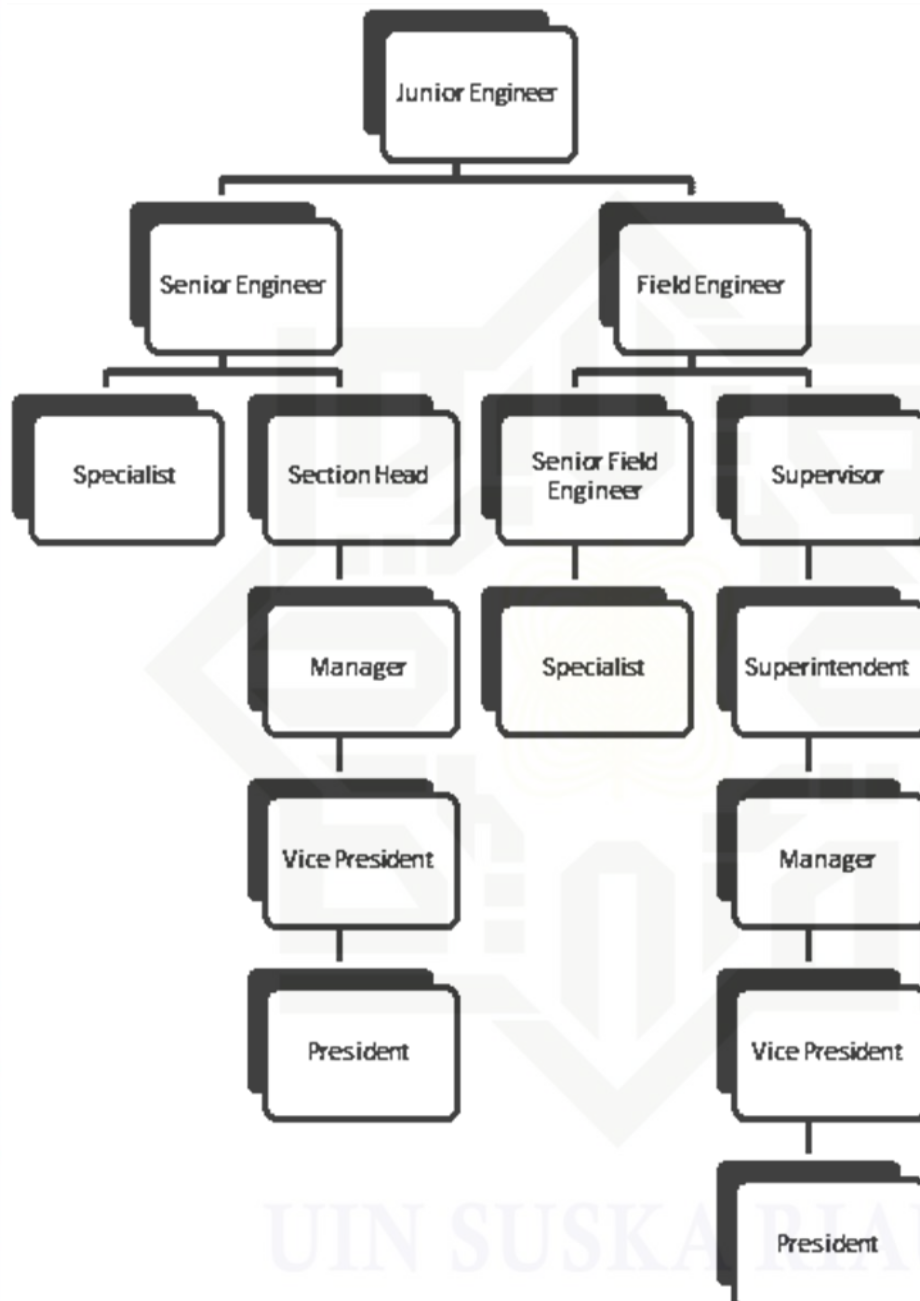 Junior Engineer
Senior Engineer
Field Engineer
Specialist
Section Head
Senior Field
Engineer
Supervisor
Manager
Specialist
Superintendent
Vice President
Manager
President
Vice President
President
UIN SUSKA RIAU